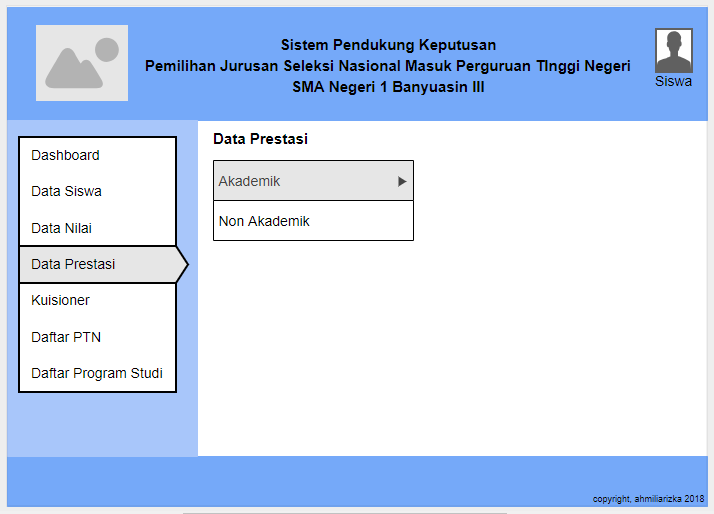 Sistem Pendukung Keputusan
Pemilihan Jurusan Seleksi Nasional Masuk Perguruan TInggi Negeri
SMA Negeri 1 Banyuasin III
Siswa
Dashboard
Data Siswa
Data Nilai
Data Prestasi
Kuisioner
Daftar PTN
Daftar Program Studi
Data Prestasi
Akademik
Non Akademik
copyright, ahmiliarizka 2018